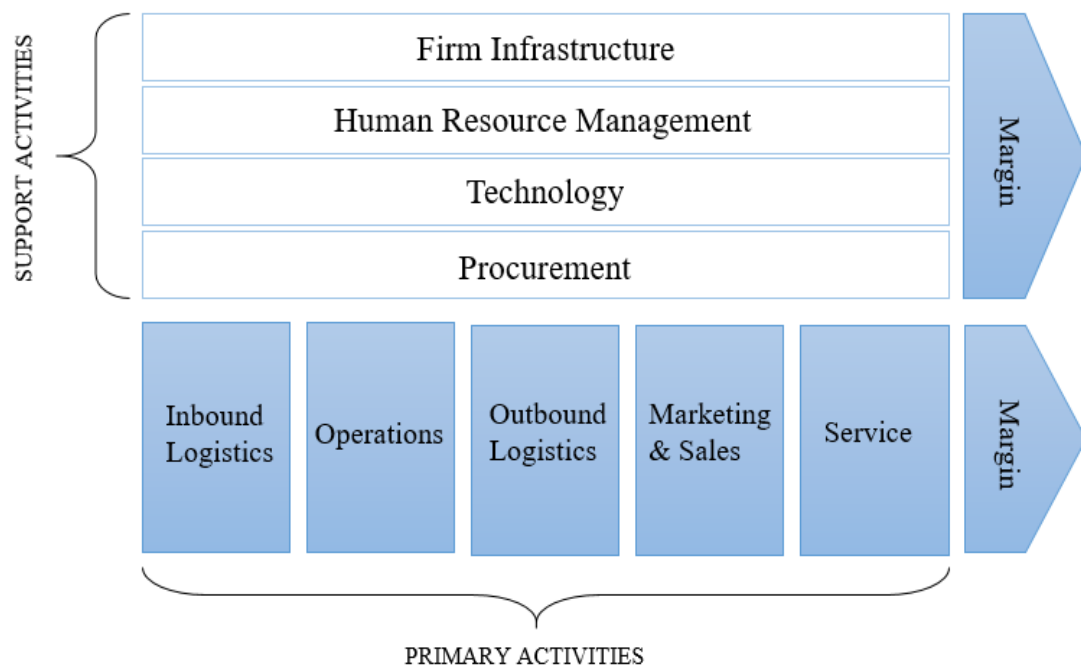 SUPPORT ACTIVITIES
Firm Infrastructure
Human Resource Management
Technology
Procurement
Margin
Inbound
Logistics
Operations
Outbound
Logistics
Marketing
& Sales
Service
Margin
PRIMARY ACTIVITIES